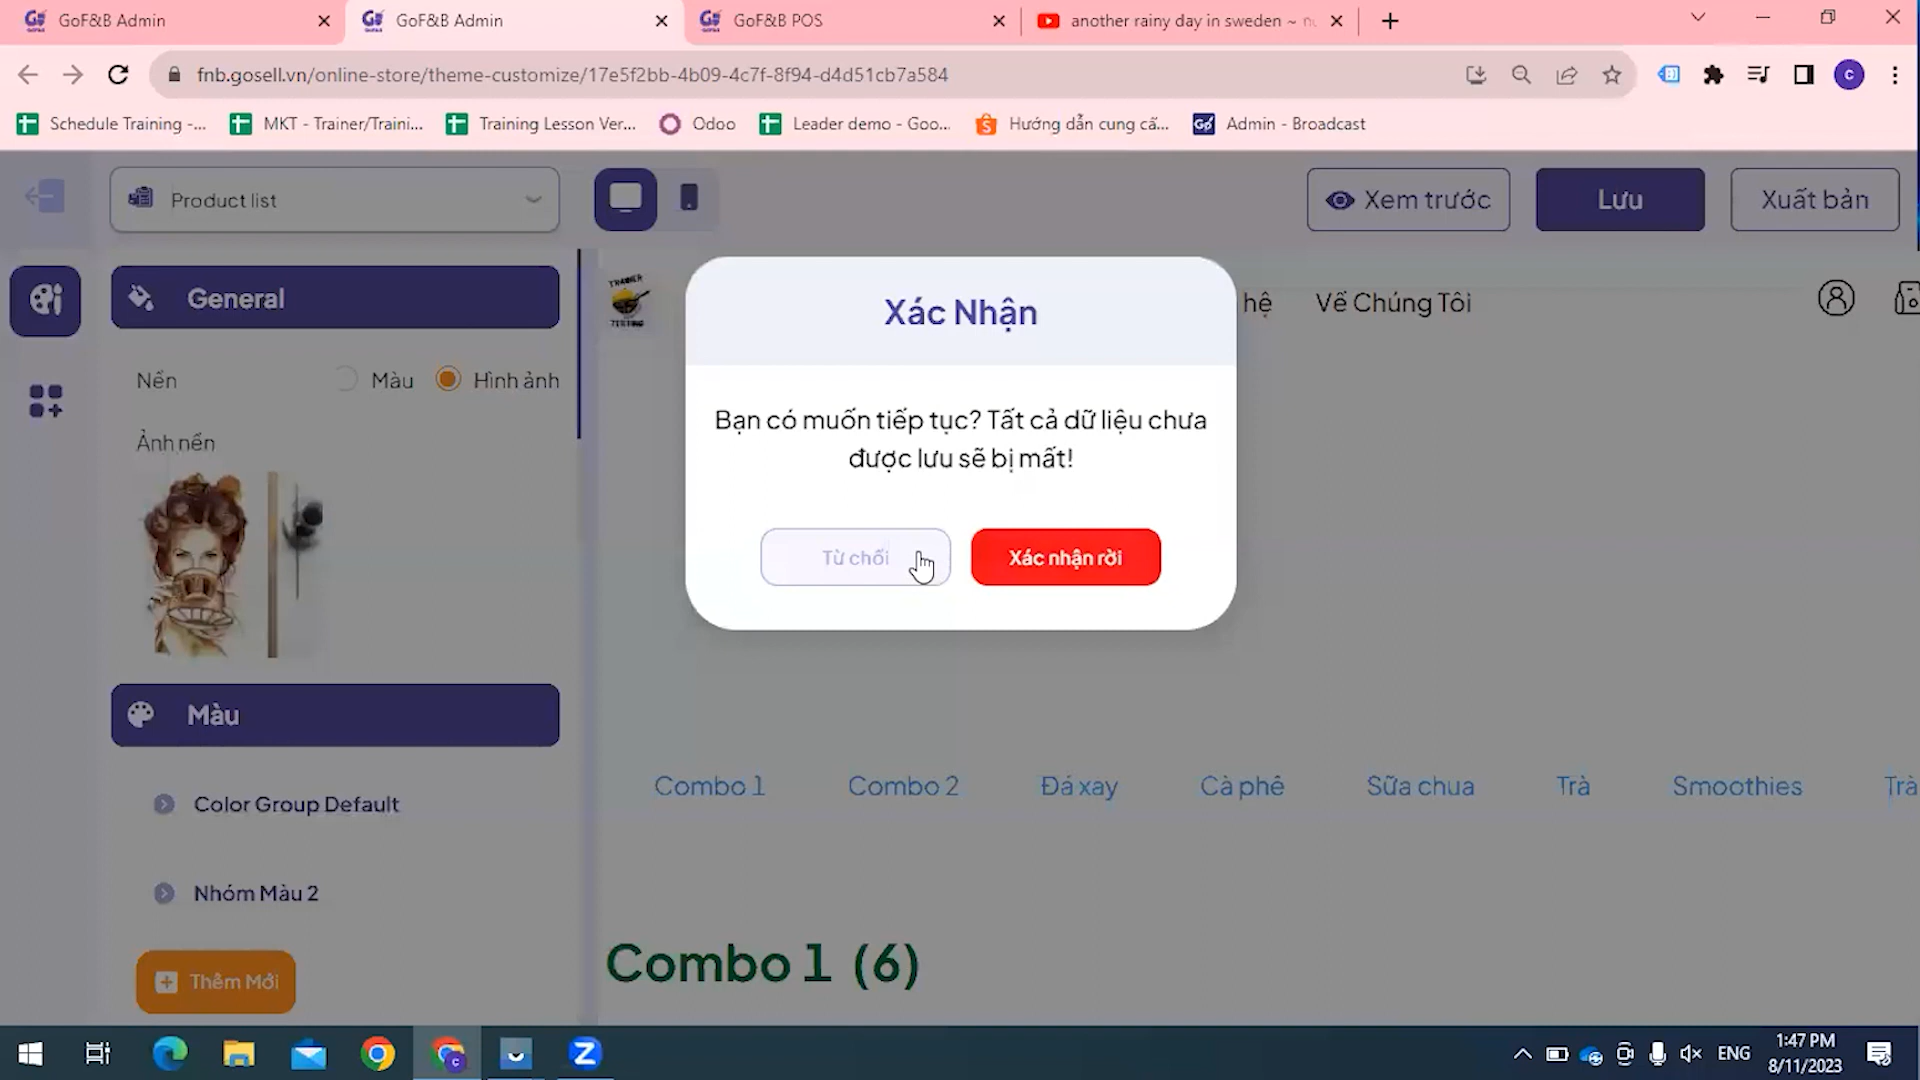 GoF&B Admin
GoF&B Admin
GoF&B POS
another rainy day in sweden ~
fnb.gosell.vn/online-store/theme-customize/17e5f2bb-4b09-4c7f-8f94-d4d51cb7a584
Schedule Training -...
MKT - Trainer/Traini...
Training Lesson Ver...
Odoo
Leader demo - Goo...
Hướng dẫn cung cấ...
Admin - Broadcast
Product list
Xem trước
Lưu
Xuất bản
General
hệ
Về Chúng Tôi
Xác Nhận
Nền
Màu
Hình ảnh
Bạn có muốn tiếp tục? Tất cả dữ liệu chưa
được lưu sẽ bị mất!
Ảnh nền
Từ chối
Xác nhận rời
Màu
Combo 1
Combo 2
Đá xay
Cà phê
Sữa chua
Trà
Smoothies
Trà
Color Group Default
Nhóm Màu 2
Combo 1 (6)
Thêm Mới
ENG
1:47 PM
8/11/2023